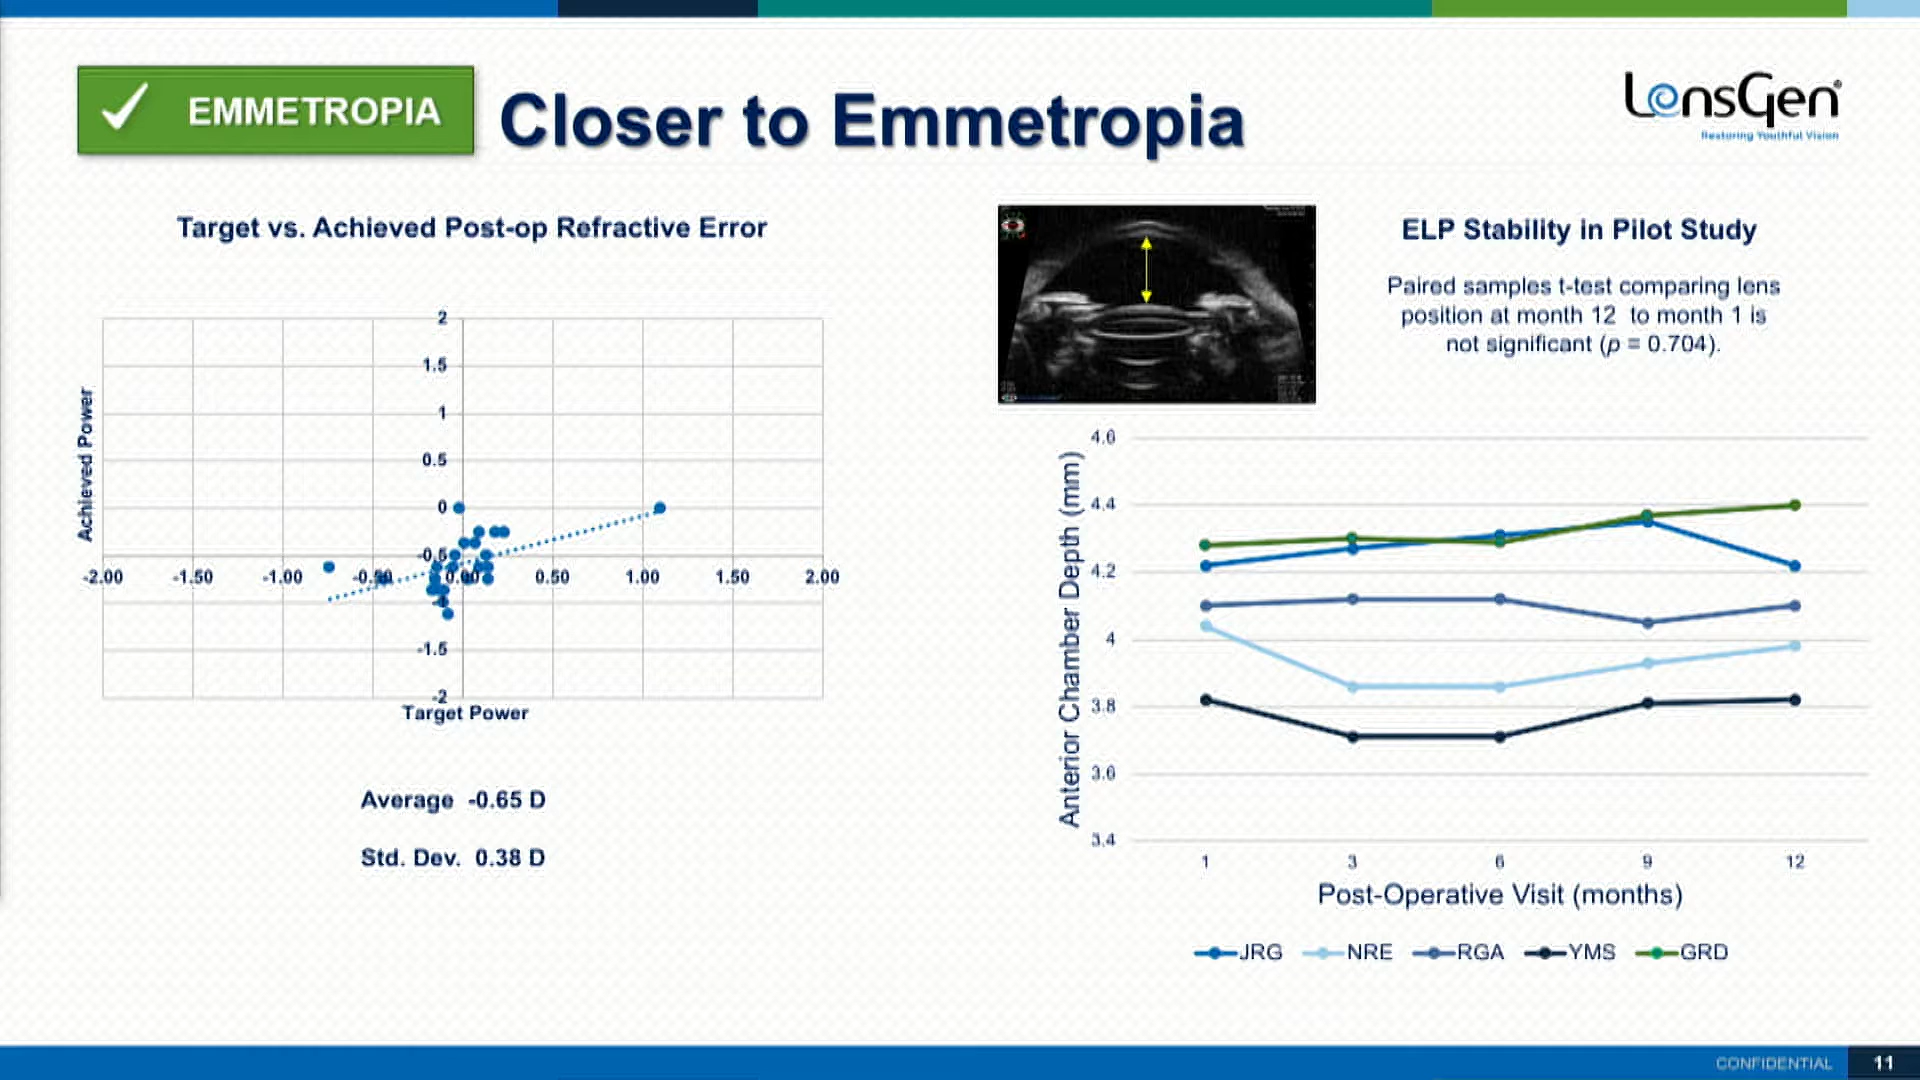 EMMETROPIA
Closer to Emmetropia
LensGen®
Restoring Youthful Vision
Target vs. Achieved Post-op Refractive Error
2
1.5
1
0.5
0
-0.5
-1
-1.5
-2
-2.00 -1.50 -1.00 -0.50 0.00 0.50 1.00 1.50 2.00
Achieved Power
Target Power
Average -0.65 D
Std. Dev. 0.38 D
ELP Stability in Pilot Study
Paired samples t-test comparing lens
position at month 12 to month 1 is
not significant (p = 0.704).
Anterior Chamber Depth (mm)
4.6
4.4
4.2
4
3.8
3.6
3.4
1 3 6 9 12
Post-Operative Visit (months)
JRG NRE RGA YMS GRD
CONFIDENTIAL 11